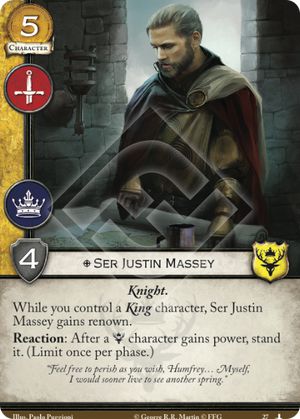 5
CHARACTER
4
SER JUSTIN MASSEY
Knight.
While you control a King character, Ser Justin
Massey gains renown.
Reaction: After a character gains power, stand
it. (Limit once per phase.)
"Feel free to perish as you wish, Humfrey... Myself,
I would sooner live to see another spring."
Illus. Paola Puggioni © George R.R. Martin © FFG 27